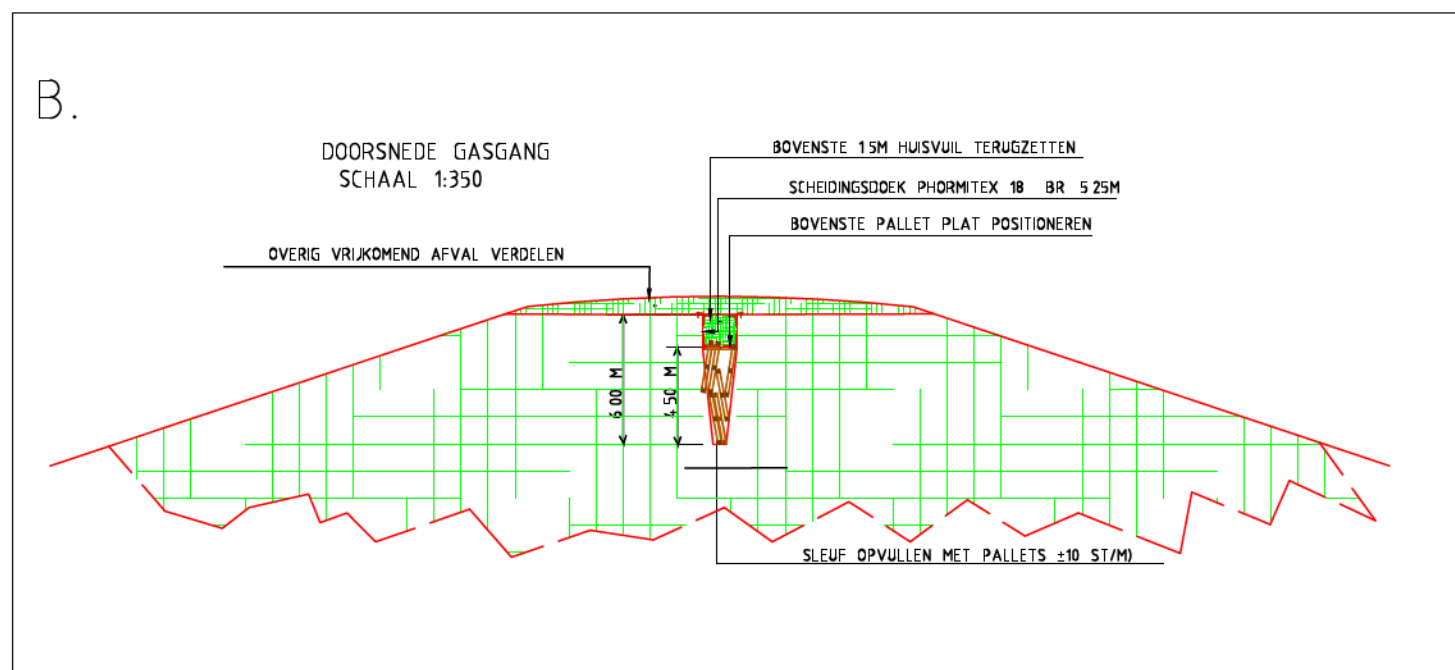 B.
DOORSNEDE GASGANG
SCHAAL 1:350
BOVENSTE 1 5M HUISVUIL TERUGZETTEN
SCHEIDINGSDOEK PHORMITEX 18 BR 5 25M
BOVENSTE PALLET PLAT POSITIONEREN
OVERIG VRIJKOMEND AFVAL VERDELEN
6 00 M
4 50 M
SLEUF OPVULLEN MET PALLETS ±10 ST/M)